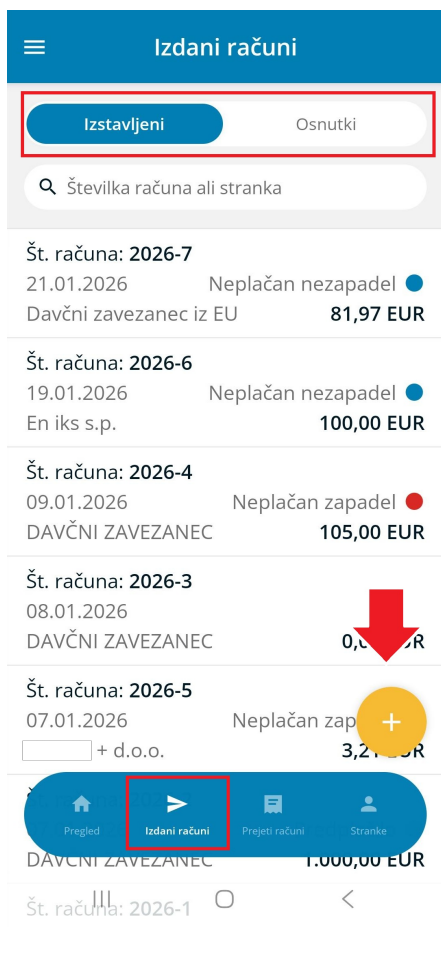 Izdani računi
Izstavljeni Osnutki
Številka računa ali stranka
Št. računa: 2026-7
21.01.2026 Neplačan nezapadel
Davčni zavezanec iz EU 81,97 EUR
Št. računa: 2026-6
19.01.2026 Neplačan nezapadel
En iks s.p. 100,00 EUR
Št. računa: 2026-4
09.01.2026 Neplačan zapadel
DAVČNI ZAVEZANEC 105,00 EUR
Št. računa: 2026-3
08.01.2026
DAVČNI ZAVEZANEC
Št. računa: 2026-5
07.01.2026 Neplačan
+ d.o.o.
Pregled Izdani računi Prejeti računi Stranke
DAVČNI ZAVEZANEC 1.000,00 EUR
Št. računa: 2026-1